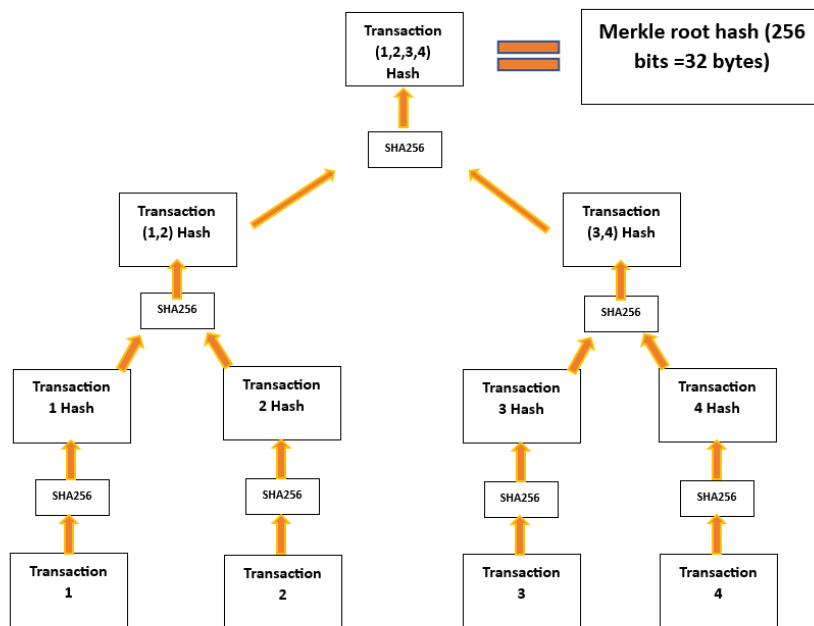 Transaction
(1,2,3,4)
Hash
Merkle root hash (256
bits =32 bytes)
SHA256
Transaction
(1,2) Hash
Transaction
(3,4) Hash
SHA256
SHA256
Transaction
1 Hash
Transaction
2 Hash
Transaction
3 Hash
Transaction
4 Hash
SHA256
SHA256
SHA256
SHA256
Transaction
1
Transaction
2
Transaction
3
Transaction
4